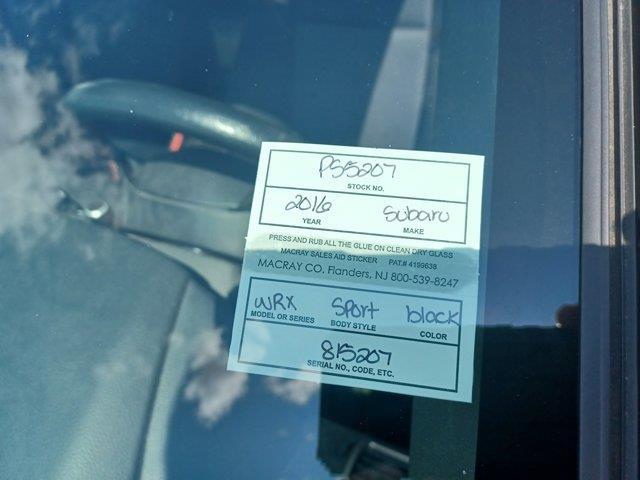 PS5207
STOCK NO.
2016 Subaru
YEAR MAKE
PRESS AND RUB ALL THE GLUE ON CLEAN DRY GLASS
MACRAY SALES AID STICKER PAT.# 4199638
MACRAY CO. Flanders, NJ 800-539-8247
WRX Sport black
MODEL OR SERIES BODY STYLE COLOR
815207
SERIAL NO., CODE, ETC.